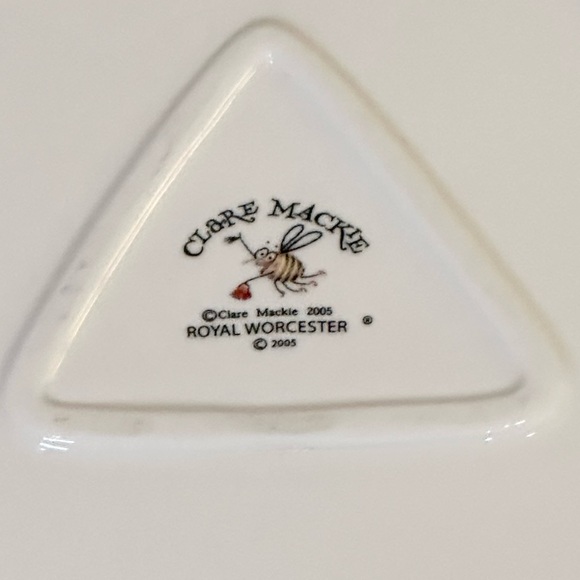 CLARE MACKIE
©Clare Mackie 2005
ROYAL WORCESTER ®
© 2005